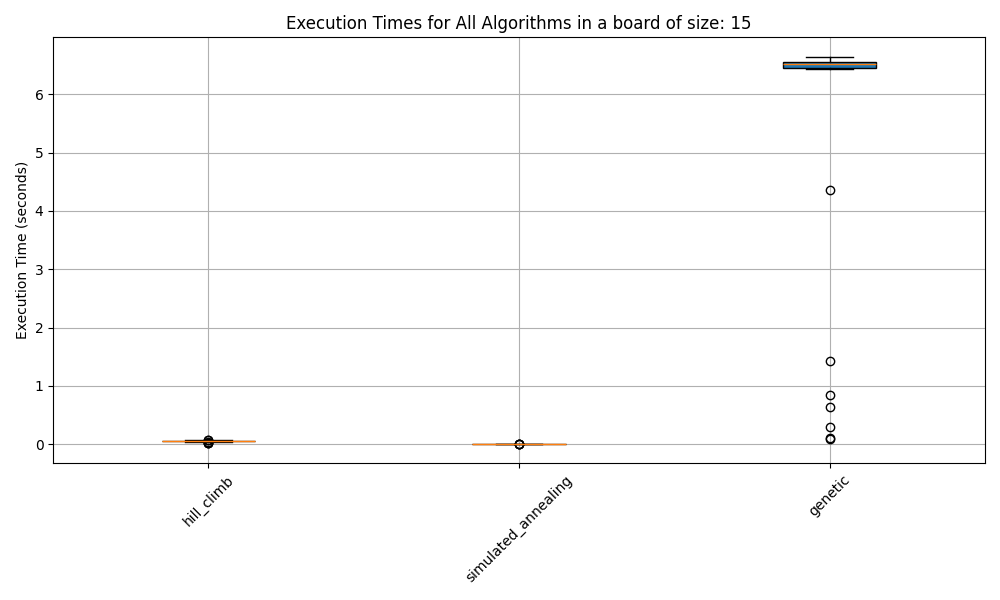 Execution Times for All Algorithms in a board of size: 15
Execution Time (seconds)
6
5
4
3
2
1
0
hill_climb
simulated_annealing
genetic